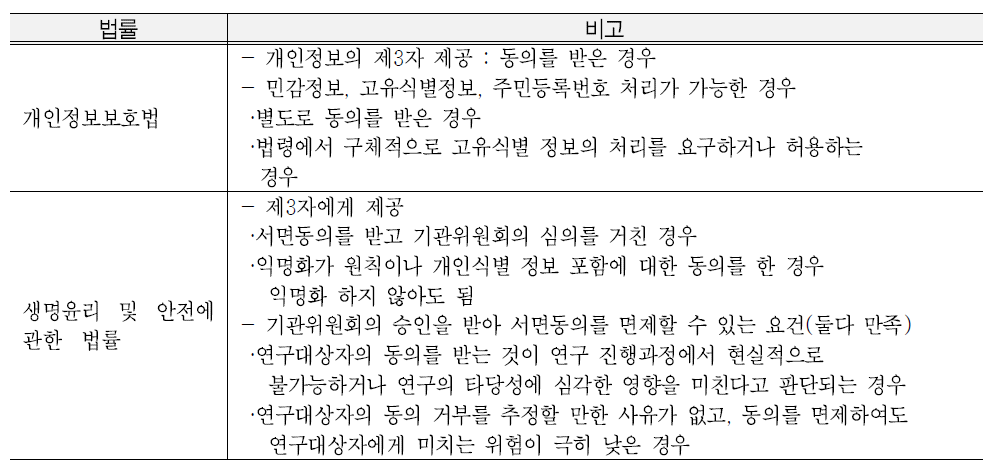 법률
비고
개인정보보호법
- 개인정보의 제3자 제공 : 동의를 받은 경우
- 민감정보, 고유식별정보, 주민등록번호 처리가 가능한 경우
·별도로 동의를 받은 경우
·법령에서 구체적으로 고유식별 정보의 처리를 요구하거나 허용하는
경우
생명윤리 및 안전에
관한 법률
- 제3자에게 제공
·서면동의를 받고 기관위원회의 심의를 거친 경우
·익명화가 원칙이나 개인식별 정보 포함에 대한 동의를 한 경우
익명화 하지 않아도 됨
- 기관위원회의 승인을 받아 서면동의를 면제할 수 있는 요건(둘다 만족)
·연구대상자의 동의를 받는 것이 연구 진행과정에서 현실적으로
불가능하거나 연구의 타당성에 심각한 영향을 미친다고 판단되는 경우
·연구대상자의 동의 거부를 추정할 만한 사유가 없고, 동의를 면제하여도
연구대상자에게 미치는 위험이 극히 낮은 경우